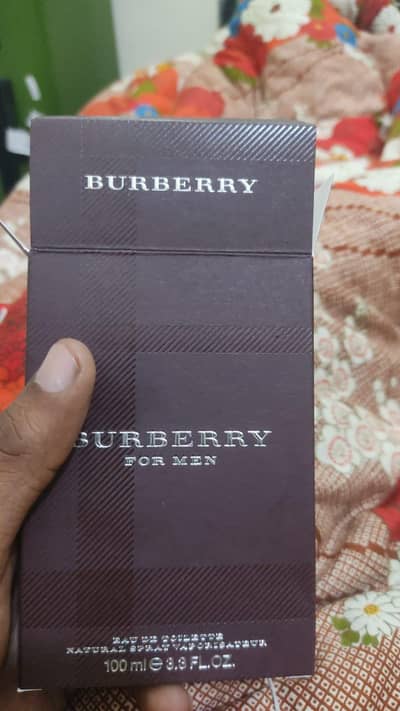 BURBERRY
BURBERRY
FOR MEN
EAU DE TOILETTE
NATURAL SPRAY VAPORISATEUR
100 ml ℮ 3.3 FL.OZ.